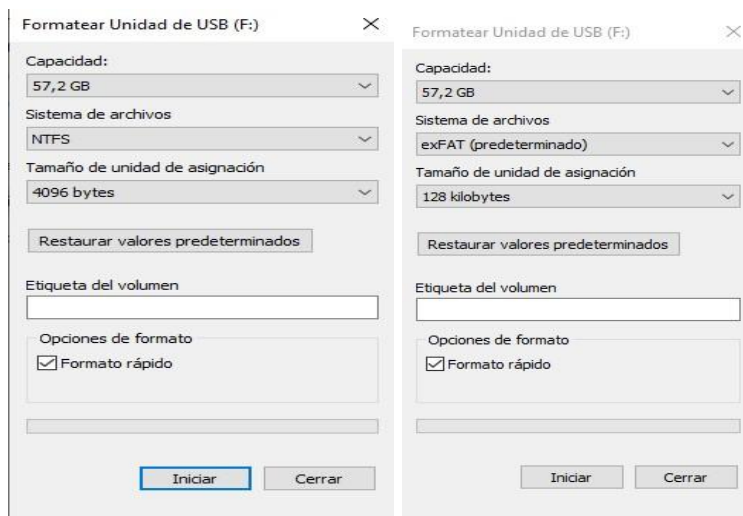 Formatear Unidad de USB (F:)
Capacidad:
57,2 GB
Sistema de archivos
NTFS
Tamaño de unidad de asignación
4096 bytes
Restaurar valores predeterminados
Etiqueta del volumen
Opciones de formato
Formato rápido
Iniciar
Cerrar
Formatear Unidad de USB (F:)
Capacidad:
57,2 GB
Sistema de archivos
exFAT (predeterminado)
Tamaño de unidad de asignación
128 kilobytes
Restaurar valores predeterminados
Etiqueta del volumen
Opciones de formato
Formato rápido
Iniciar
Cerrar